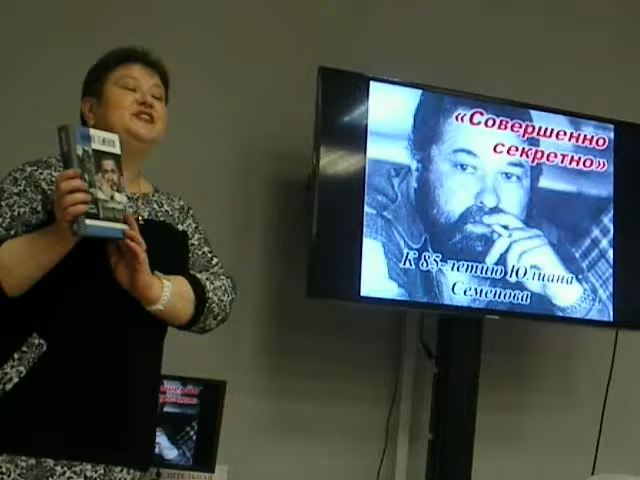 «Совершенно
секретно»
К 85-летию Юлиана
Семенова